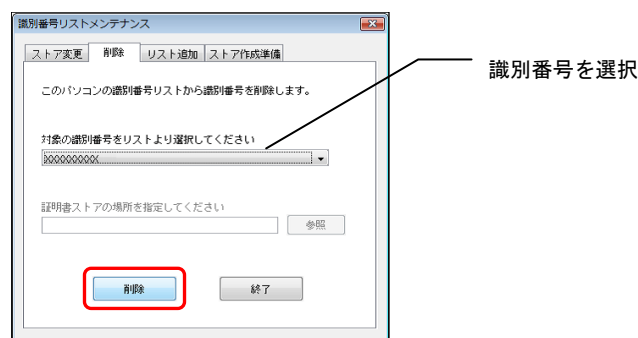 識別番号リストメンテナンス
ストア変更 削除 リスト追加 ストア作成準備
識別番号を選択
このパソコンの識別番号リストから識別番号を削除します。
対象の識別番号をリストより選択してください
XXXXXXXXXX
証明書ストアの場所を指定してください
参照
削除 終了